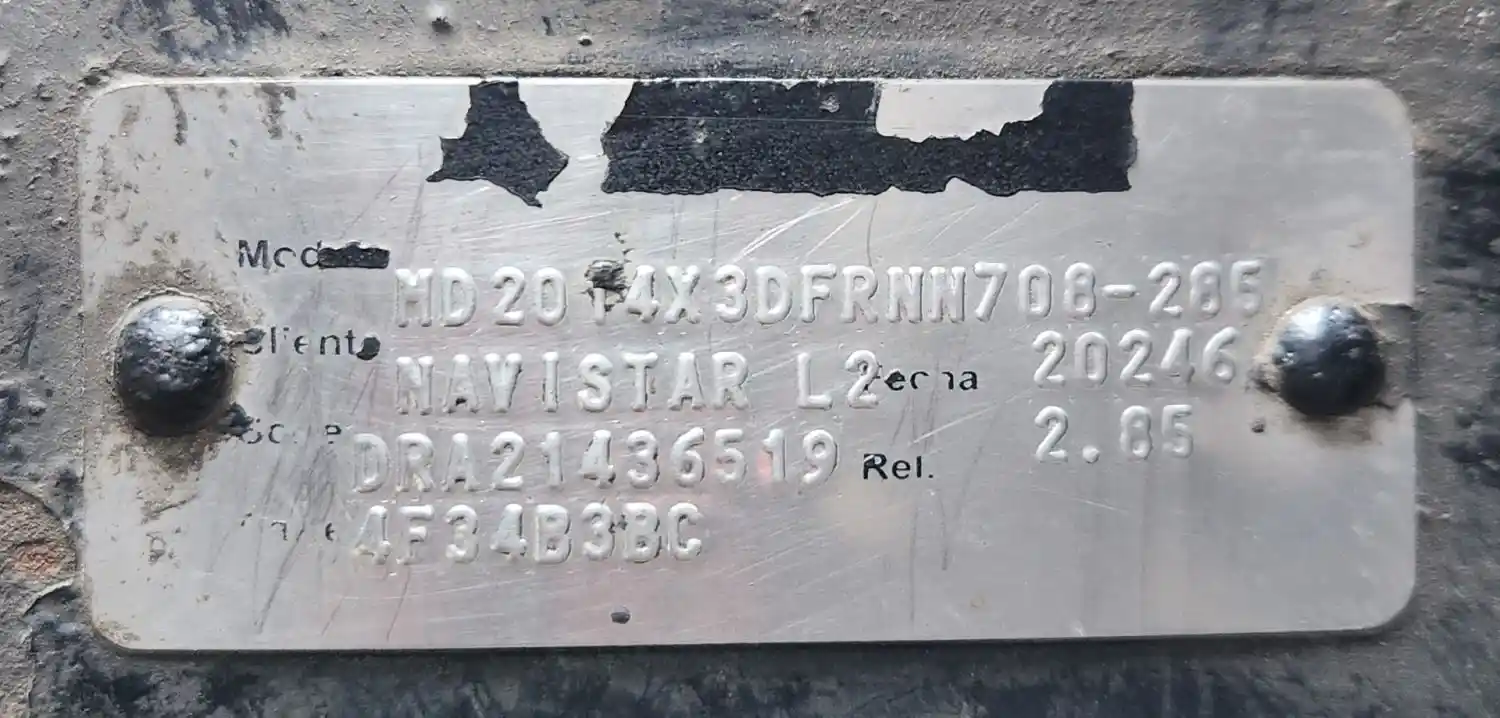 MD2014X3DFRNN708-285
NAVISTAR L2 20246
DRA21436519 Rel. 2.85
4F34B3BC